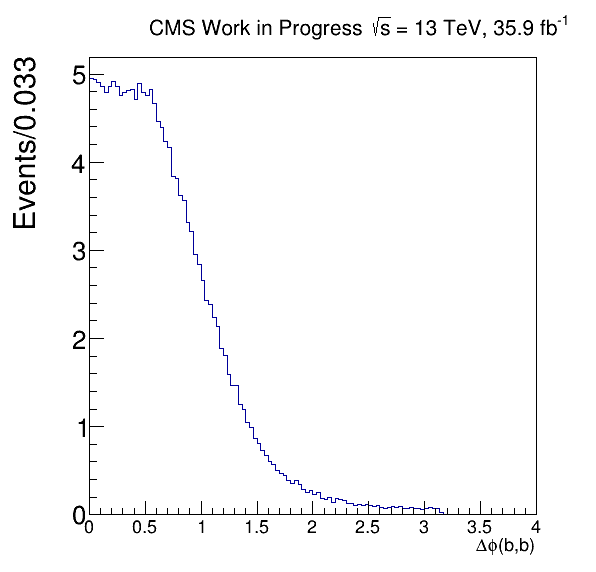 CMS Work in Progress √s = 13 TeV, 35.9 fb⁻¹
Events/0.033
5
4
3
2
1
0
0 0.5 1 1.5 2 2.5 3 3.5 4
Δϕ(b,b)